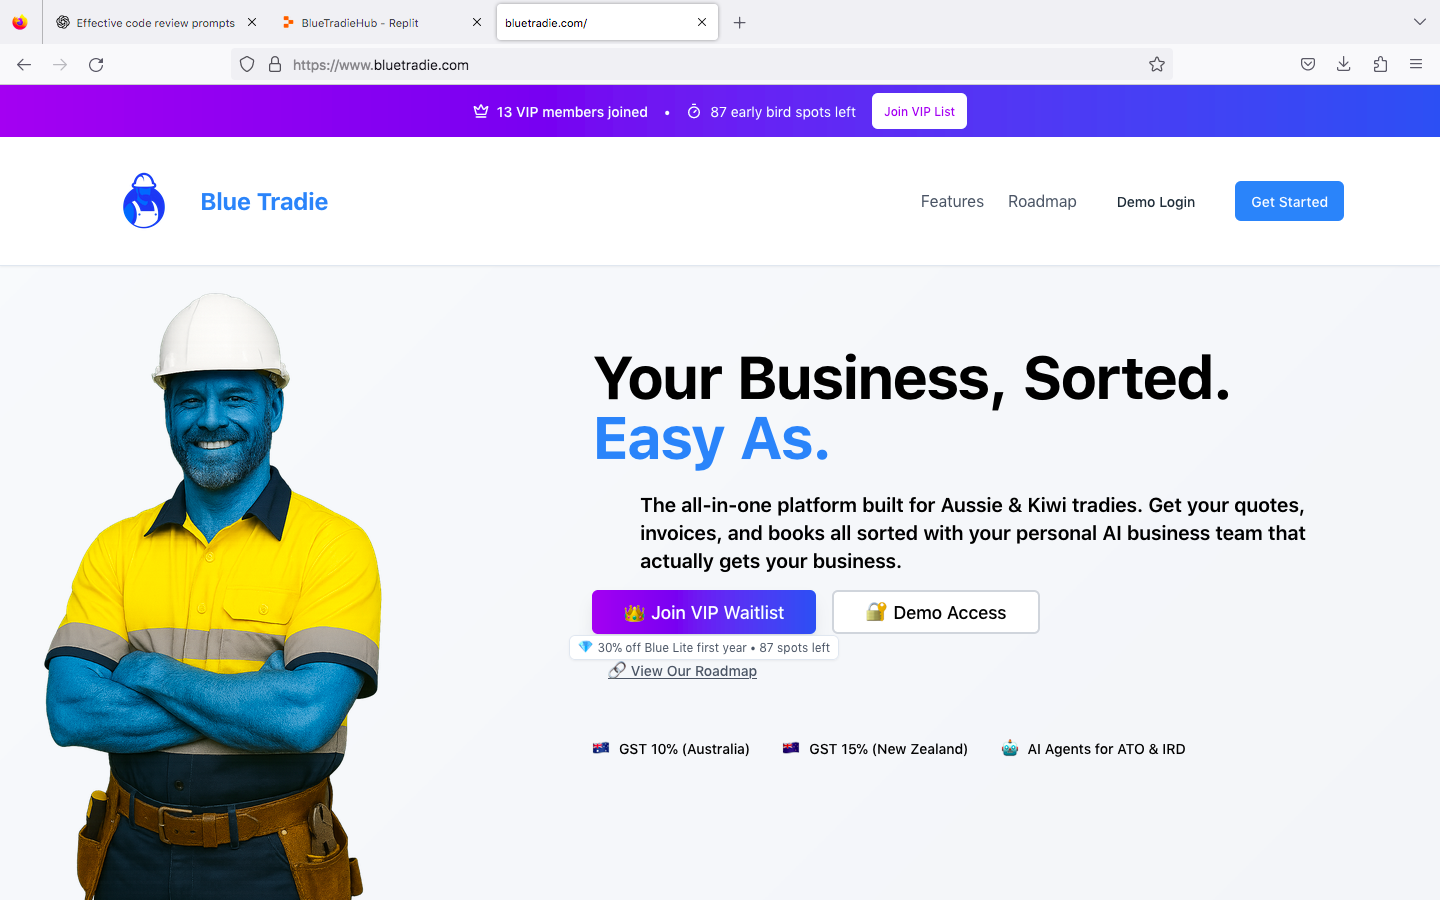 Effective code review prompts
BlueTradieHub - Replit
bluetradie.com/
https://www.bluetradie.com
13 VIP members joined • 87 early bird spots left Join VIP List
Blue Tradie
Features Roadmap Demo Login Get Started
Your Business, Sorted.
Easy As.
The all-in-one platform built for Aussie & Kiwi tradies. Get your quotes,
invoices, and books all sorted with your personal AI business team that
actually gets your business.
👑 Join VIP Waitlist 🔐 Demo Access
💎 30% off Blue Lite first year • 87 spots left
🔗 View Our Roadmap
🇦🇺 GST 10% (Australia) 🇳🇿 GST 15% (New Zealand) 🤖 AI Agents for ATO & IRD